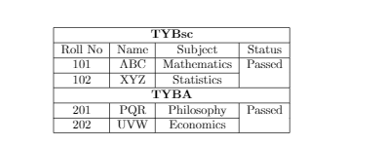 TYBsc
Roll No Name Subject Status
101 ABC Mathematics Passed
102 XYZ Statistics
TYBA
201 PQR Philosophy Passed
202 UVW Economics